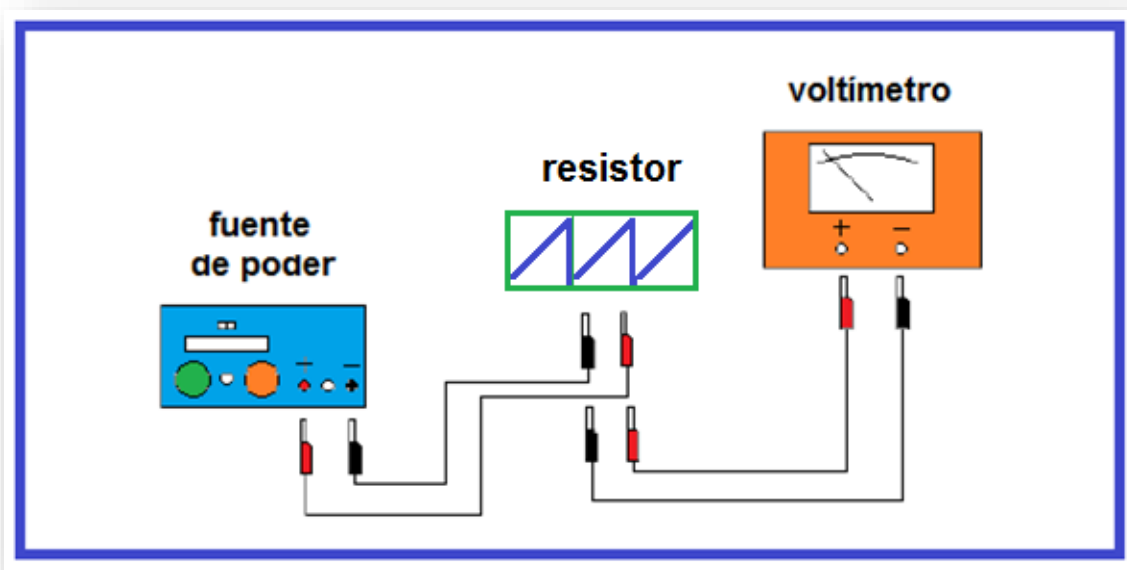 voltímetro
resistor
fuente
de poder
+ −
+ −